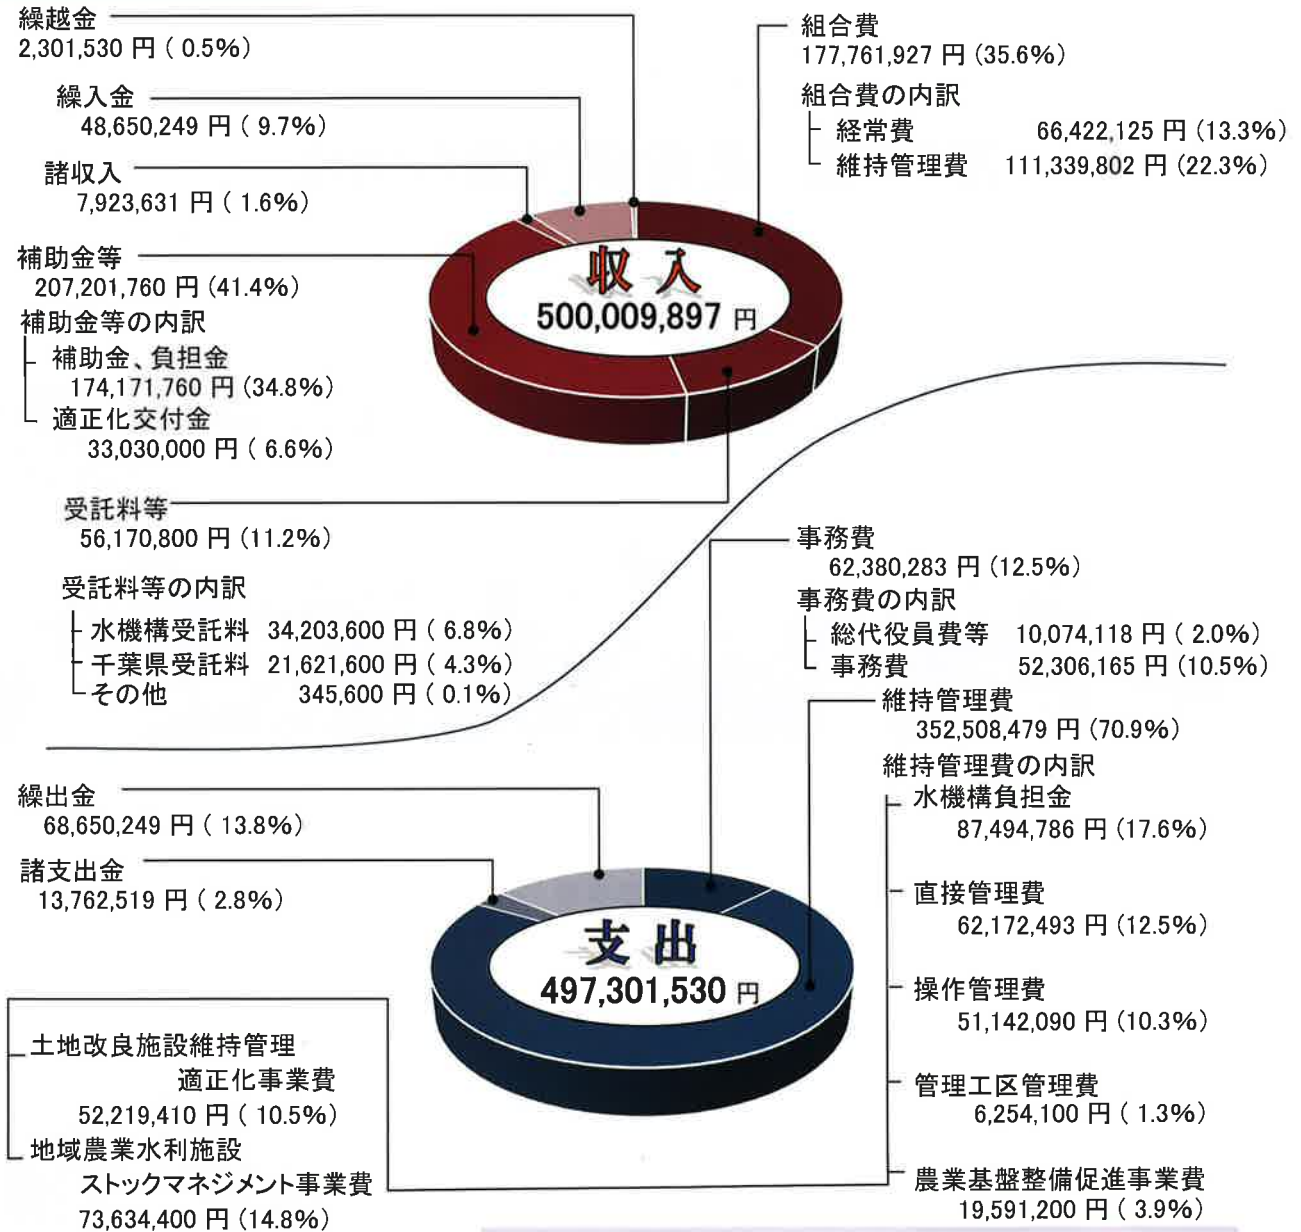 繰越金
2,301,530 円 ( 0.5%)
繰入金
48,650,249 円 ( 9.7%)
諸収入
7,923,631 円 ( 1.6%)
補助金等
207,201,760 円 (41.4%)
補助金等の内訳
補助金、負担金
174,171,760 円 (34.8%)
適正化交付金
33,030,000 円 ( 6.6%)
受託料等
56,170,800 円 (11.2%)
受託料等の内訳
水機構受託料 34,203,600 円 ( 6.8%)
千葉県受託料 21,621,600 円 ( 4.3%)
その他 345,600 円 ( 0.1%)
組合費
177,761,927 円 (35.6%)
組合費の内訳
経常費 66,422,125 円 (13.3%)
維持管理費 111,339,802 円 (22.3%)
収入
500,009,897 円
事務費
62,380,283 円 (12.5%)
事務費の内訳
総代役員費等 10,074,118 円 ( 2.0%)
事務費 52,306,165 円 (10.5%)
維持管理費
352,508,479 円 (70.9%)
維持管理費の内訳
水機構負担金
87,494,786 円 (17.6%)
直接管理費
62,172,493 円 (12.5%)
操作管理費
51,142,090 円 (10.3%)
管理工区管理費
6,254,100 円 ( 1.3%)
農業基盤整備促進事業費
19,591,200 円 ( 3.9%)
繰出金
68,650,249 円 ( 13.8%)
諸支出金
13,762,519 円 ( 2.8%)
支出
497,301,530 円
土地改良施設維持管理
適正化事業費
52,219,410 円 ( 10.5%)
地域農業水利施設
ストックマネジメント事業費
73,634,400 円 (14.8%)